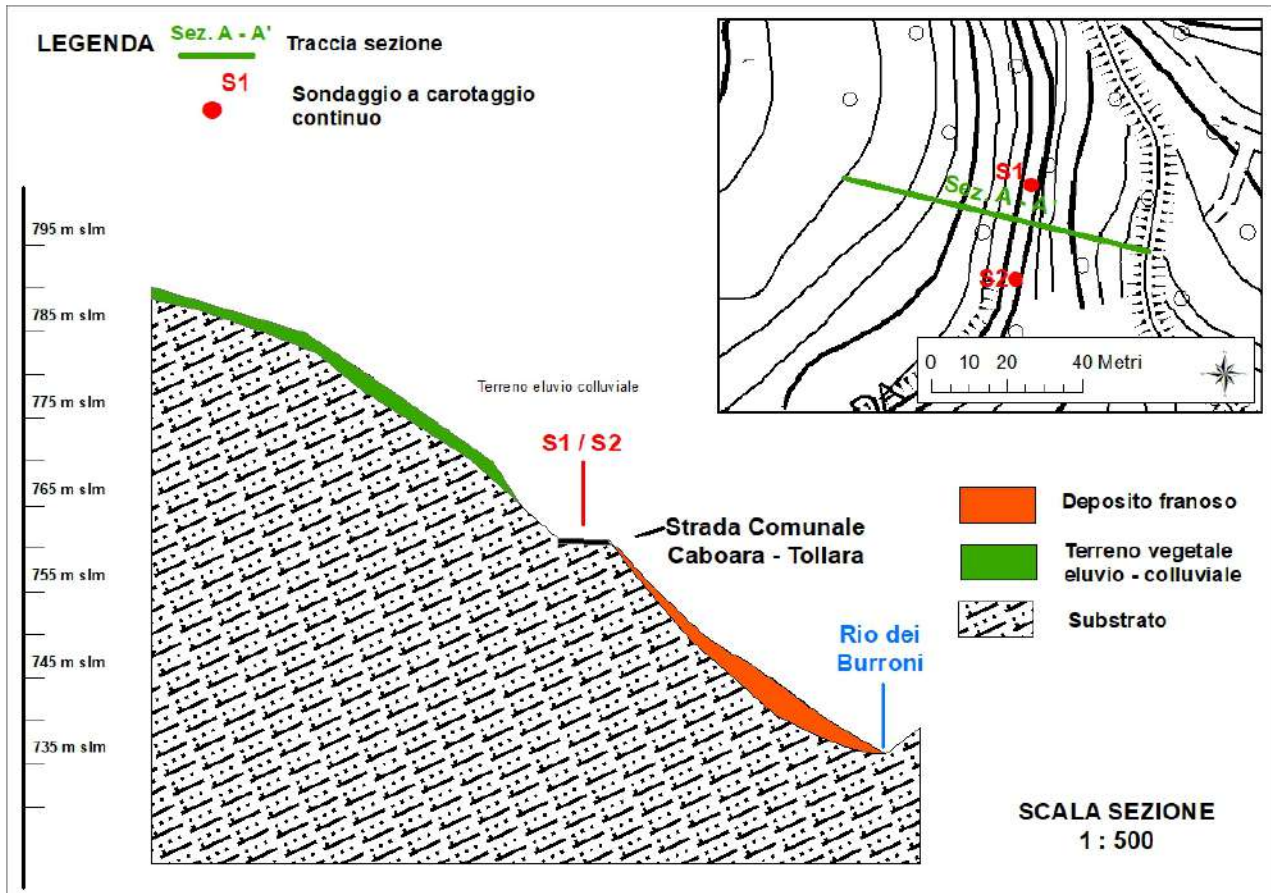 LEGENDA
Sez. A - A'
Traccia sezione
S1
Sondaggio a carotaggio
continuo
S1
Sez. A - A'
S2
0 10 20 40 Metri
795 m slm
785 m slm
775 m slm
765 m slm
755 m slm
745 m slm
735 m slm
Terreno eluvio colluviale
S1 / S2
Strada Comunale
Caboara - Tollara
Rio dei
Burroni
Deposito franoso
Terreno vegetale
eluvio - colluviale
Substrato
SCALA SEZIONE
1 : 500